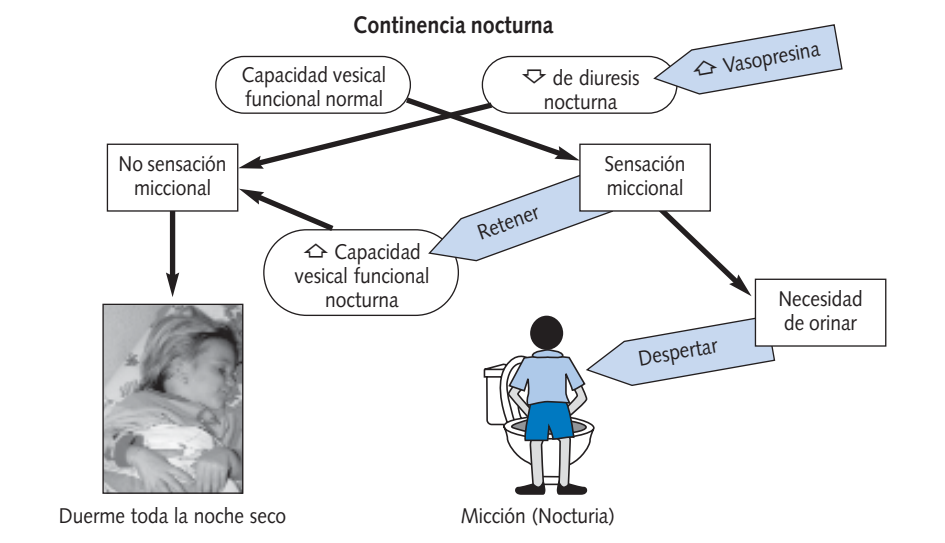 Continencia nocturna
Capacidad vesical
funcional normal
⇩ de diuresis
nocturna
⇧ Vasopresina
No sensación
miccional
Sensación
miccional
Retener
⇧ Capacidad
vesical funcional
nocturna
Necesidad
de orinar
Despertar
Duerme toda la noche seco
Micción (Nocturia)